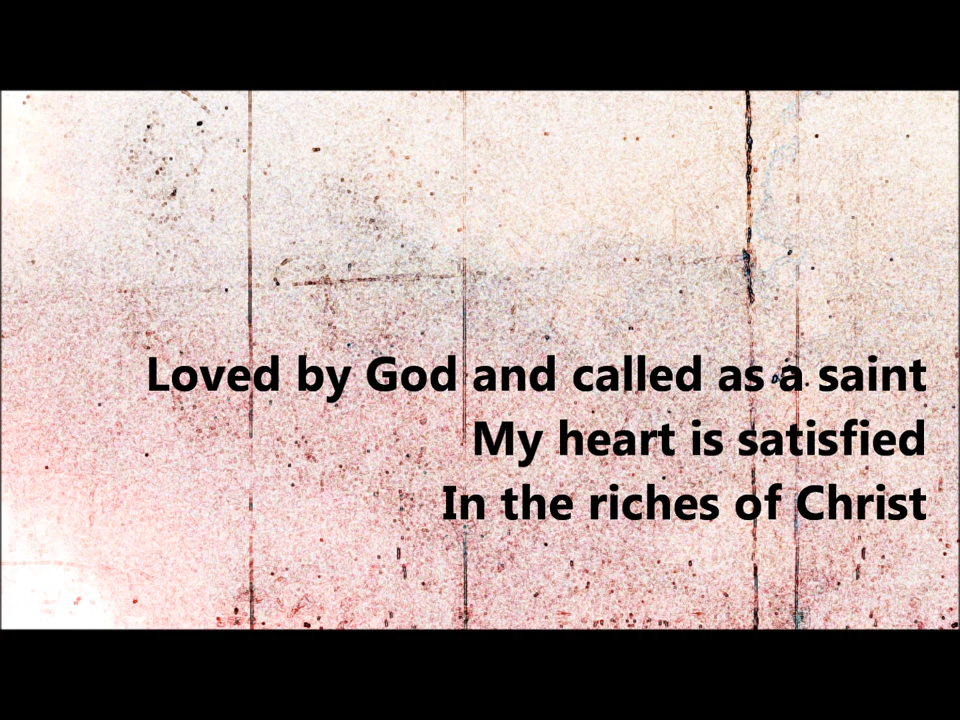 Loved by God and called as a saint
My heart is satisfied
In the riches of Christ